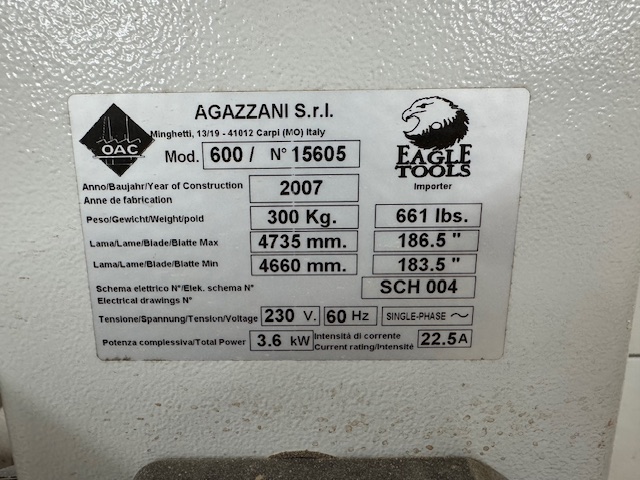 AGAZZANI S.r.l.
Minghetti, 13/19 - 41012 Carpi (MO) Italy
OAC
Mod. 600 / N° 15605
EAGLE
TOOLS
Importer
Anno/Baujahr/Year of Construction 2007
Anne de fabrication
Peso/Gewicht/Weight/poid 300 Kg. 661 lbs.
Lama/Lame/Blade/Blatte Max 4735 mm. 186.5 "
Lama/Lame/Blade/Blatte Min 4660 mm. 183.5 "
Schema elettrico N°/Elek. schema N° SCH 004
Electrical drawings N°
Tensione/Spannung/Tension/Voltage 230 V. 60 Hz SINGLE-PHASE ~
Potenza complessiva/Total Power 3.6 kW Intensità di corrente 22.5A
Current rating/Intensité